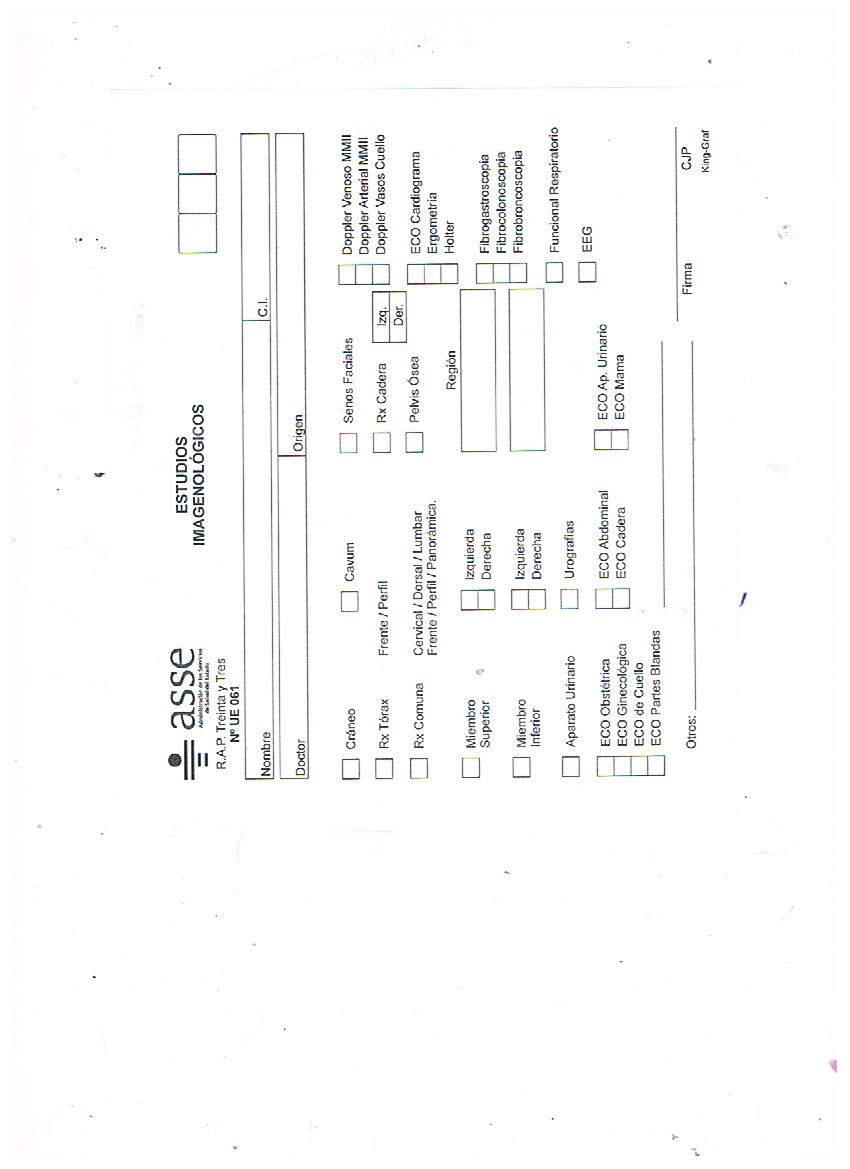 asse
Administración de los Servicios
de Salud del Estado
R.A.P. Treinta y Tres
Nº UE 061
ESTUDIOS
IMAGENOLÓGICOS
Nombre C.I.
Doctor Origen
Cráneo Cavum Senos Faciales
Rx Tórax Frente / Perfil Rx Cadera Izq.
Der.
Rx Comuna Cervical / Dorsal / Lumbar Pelvis Ósea
Frente / Perfil / Panorámica.
Región
Miembro Izquierda
Superior Derecha
Miembro Izquierda
Inferior Derecha
Aparato Urinario Urografías
ECO Obstétrica ECO Abdominal ECO Ap. Urinario
ECO Ginecológica ECO Cadera ECO Mama
ECO de Cuello
ECO Partes Blandas
Otros:
Doppler Venoso MMII
Doppler Arterial MMII
Doppler Vasos Cuello
ECO Cardiograma
Ergometría
Holter
Fibrogastroscopia
Fibrocolonoscopia
Fibrobroncoscopia
Funcional Respiratorio
EEG
Firma CJP
King-Graf